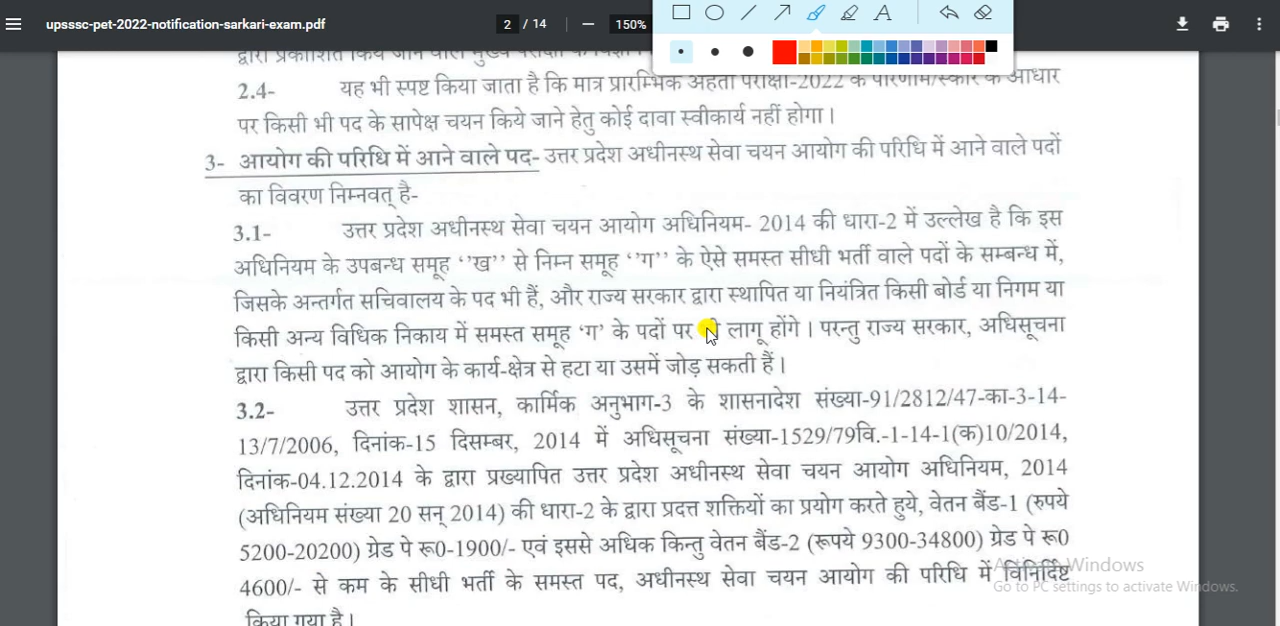 upsssc-pet-2022-notification-sarkari-exam.pdf
2 / 14
150%
A
द्वारा प्रकाशित किये जाने वाले मुख्य परीक्षा के
2.4- यह भी स्पष्ट किया जाता है कि मात्र प्रारम्भिक अर्हता परीक्षा-2022 के परिणाम/स्कोर के आधार
पर किसी भी पद के सापेक्ष चयन किये जाने हेतु कोई दावा स्वीकार्य नहीं होगा।
3- आयोग की परिधि में आने वाले पद- उत्तर प्रदेश अधीनस्थ सेवा चयन आयोग की परिधि में आने वाले पदों
का विवरण निम्नवत् है-
3.1- उत्तर प्रदेश अधीनस्थ सेवा चयन आयोग अधिनियम- 2014 की धारा-2 में उल्लेख है कि इस
अधिनियम के उपबन्ध समूह ‘’ख’’ से निम्न समूह ‘’ग’’ के ऐसे समस्त सीधी भर्ती वाले पदों के सम्बन्ध में,
जिसके अन्तर्गत सचिवालय के पद भी हैं, और राज्य सरकार द्वारा स्थापित या नियंत्रित किसी बोर्ड या निगम या
किसी अन्य विधिक निकाय में समस्त समूह ‘ग’ के पदों पर लागू होंगे। परन्तु राज्य सरकार, अधिसूचना
द्वारा किसी पद को आयोग के कार्य-क्षेत्र से हटा या उसमें जोड़ सकती हैं।
3.2- उत्तर प्रदेश शासन, कार्मिक अनुभाग-3 के शासनादेश संख्या-91/2812/47-का-3-14-
13/7/2006, दिनांक-15 दिसम्बर, 2014 में अधिसूचना संख्या-1529/79वि.-1-14-1(क)10/2014,
दिनांक-04.12.2014 के द्वारा प्रख्यापित उत्तर प्रदेश अधीनस्थ सेवा चयन आयोग अधिनियम, 2014
(अधिनियम संख्या 20 सन् 2014) की धारा-2 के द्वारा प्रदत्त शक्तियों का प्रयोग करते हुये, वेतन बैंड-1 (रुपये
5200-20200) ग्रेड पे रू0-1900/- एवं इससे अधिक किन्तु वेतन बैंड-2 (रूपये 9300-34800) ग्रेड पे रू0
4600/- से कम के सीधी भर्ती के समस्त पद, अधीनस्थ सेवा चयन आयोग की परिधि में विनिर्दिष्ट
किया गया है।
Activate Windows
Go to PC settings to activate Windows.